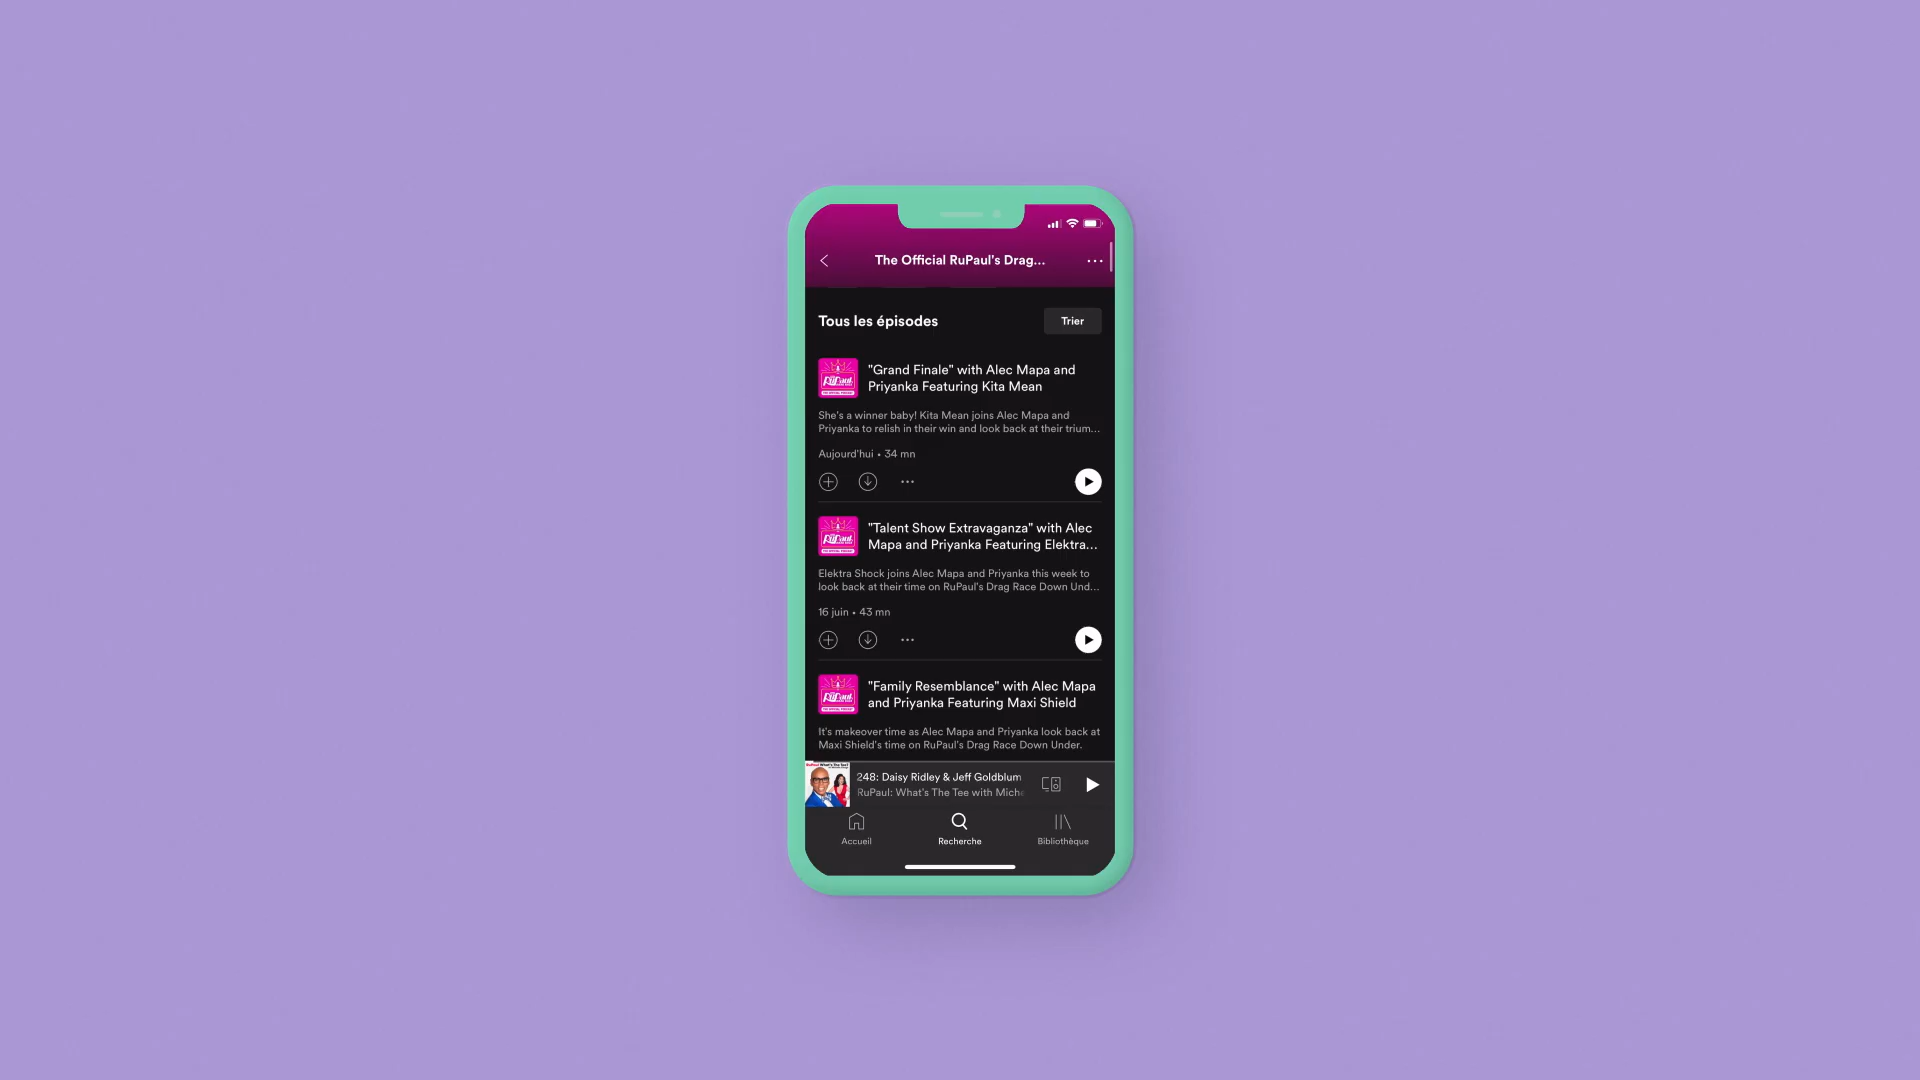 The Official RuPaul's Drag...
Tous les épisodes
Trier
"Grand Finale" with Alec Mapa and
Priyanka Featuring Kita Mean
She's a winner baby! Kita Mean joins Alec Mapa and
Priyanka to relish in their win and look back at their trium...
Aujourd'hui • 34 mn
"Talent Show Extravaganza" with Alec
Mapa and Priyanka Featuring Elektra...
Elektra Shock joins Alec Mapa and Priyanka this week to
look back at their time on RuPaul's Drag Race Down Und...
16 juin • 43 mn
"Family Resemblance" with Alec Mapa
and Priyanka Featuring Maxi Shield
It's makeover time as Alec Mapa and Priyanka look back at
Maxi Shield's time on RuPaul's Drag Race Down Under.
248: Daisy Ridley & Jeff Goldblum
RuPaul: What's The Tee with Miche
Accueil
Recherche
Bibliothèque